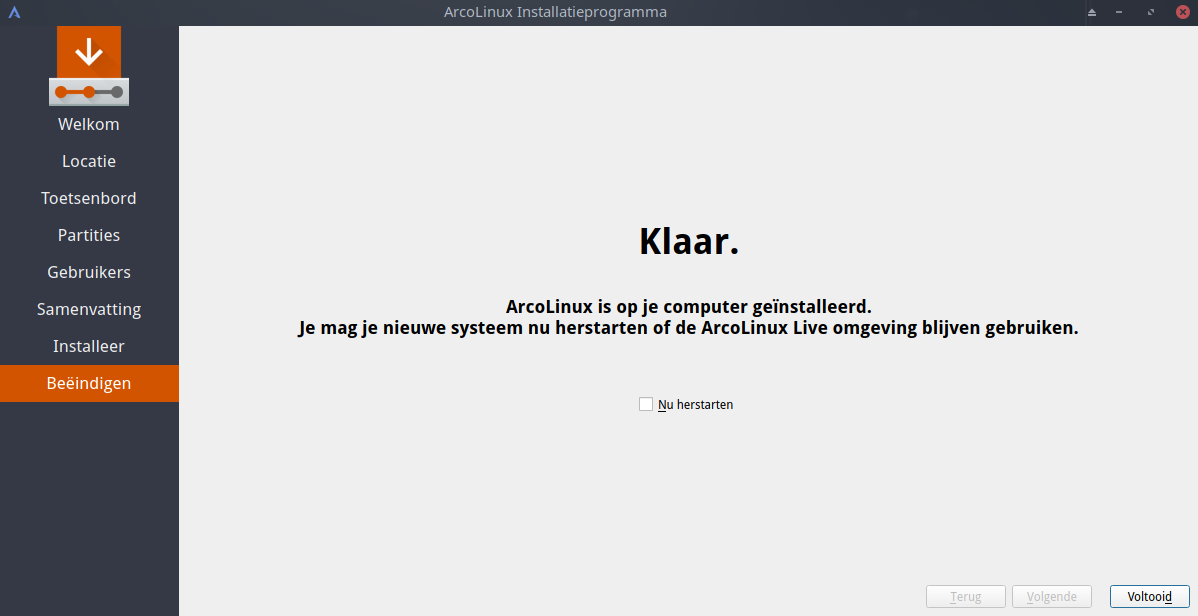 ArcoLinux Installatieprogramma
Welkom
Locatie
Toetsenbord
Partities
Gebruikers
Samenvatting
Installeer
Beëindigen
Klaar.
ArcoLinux is op je computer geïnstalleerd.
Je mag je nieuwe systeem nu herstarten of de ArcoLinux Live omgeving blijven gebruiken.
Nu herstarten
Terug Volgende Voltooid